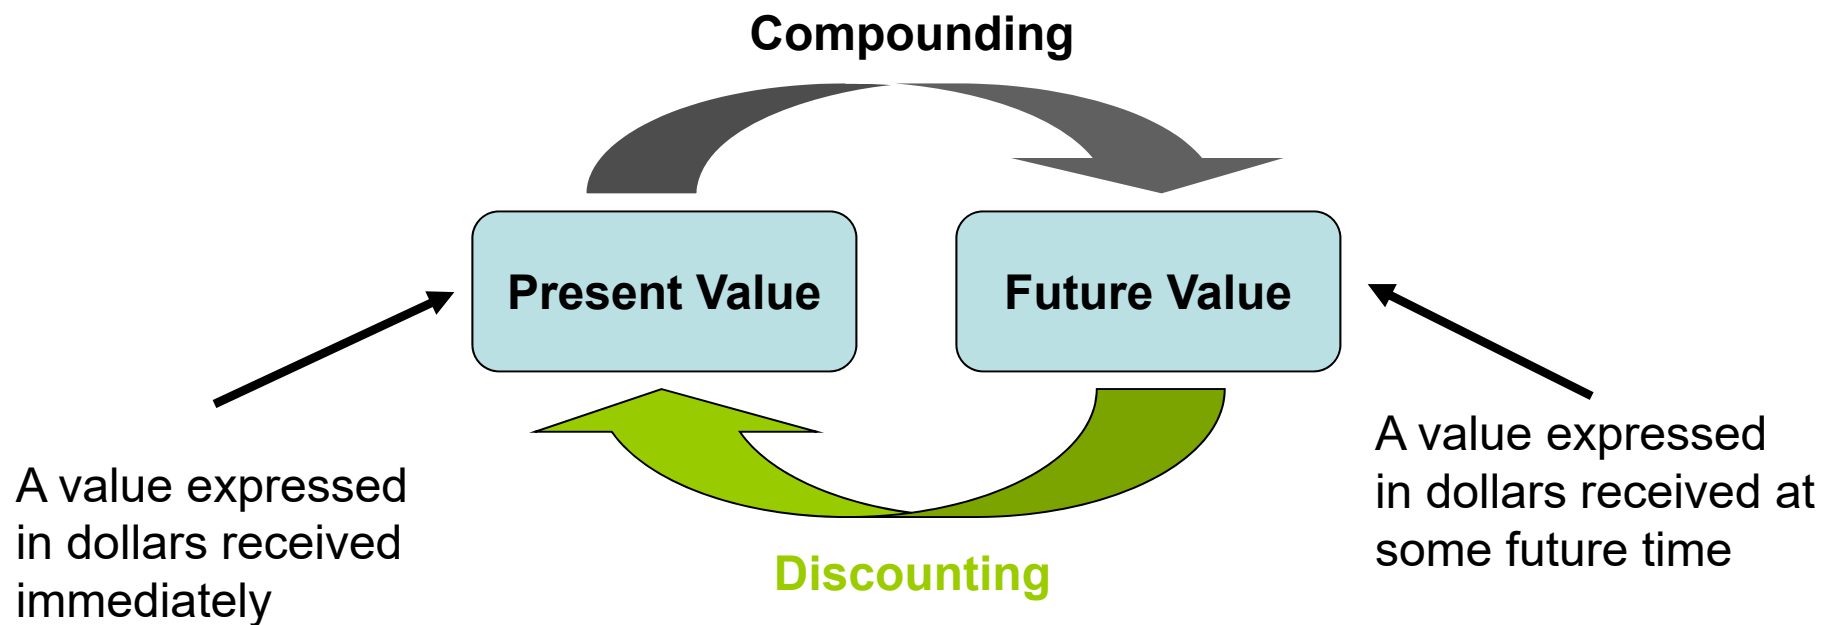 Compounding
Present Value
Future Value
A value expressed
in dollars received
immediately
A value expressed
in dollars received at
some future time
Discounting